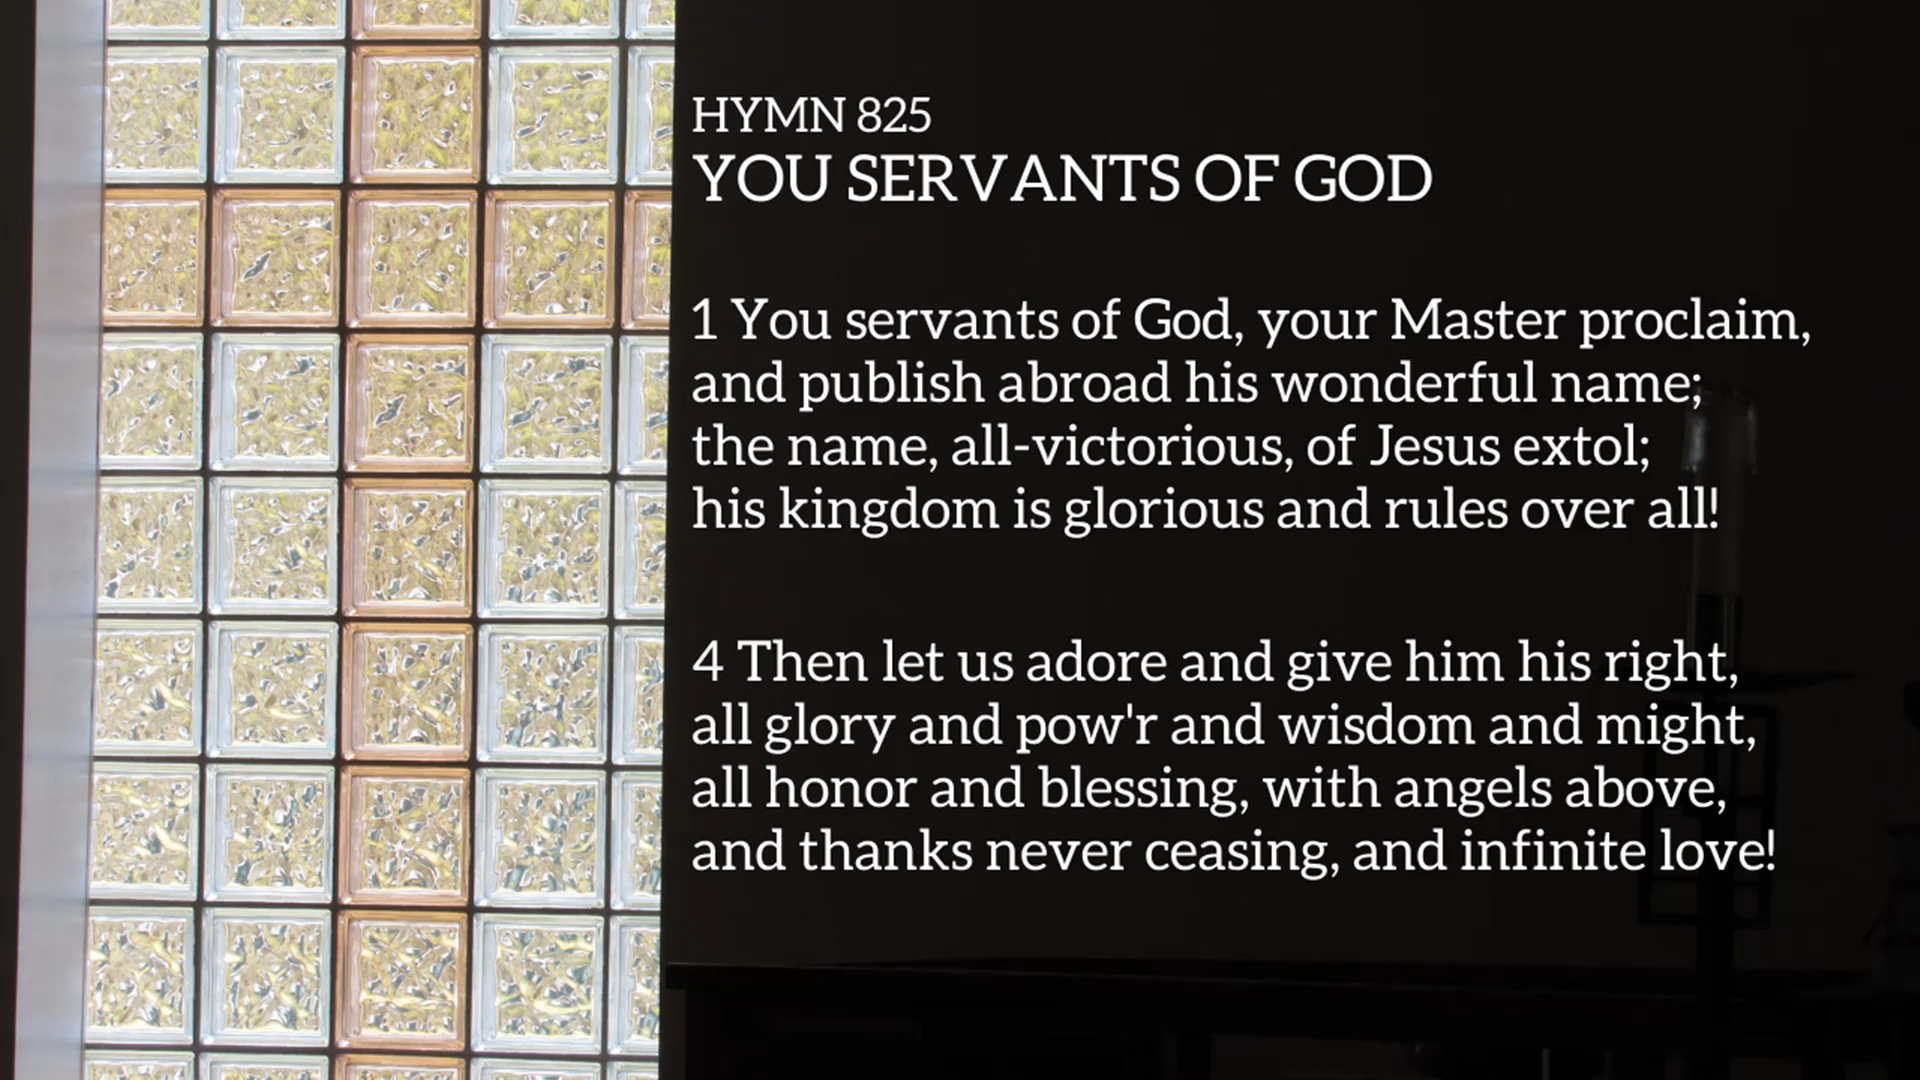 HYMN 825
YOU SERVANTS OF GOD
1 You servants of God, your Master proclaim,
and publish abroad his wonderful name;
the name, all-victorious, of Jesus extol;
his kingdom is glorious and rules over all!
4 Then let us adore and give him his right,
all glory and pow'r and wisdom and might,
all honor and blessing, with angels above,
and thanks never ceasing, and infinite love!